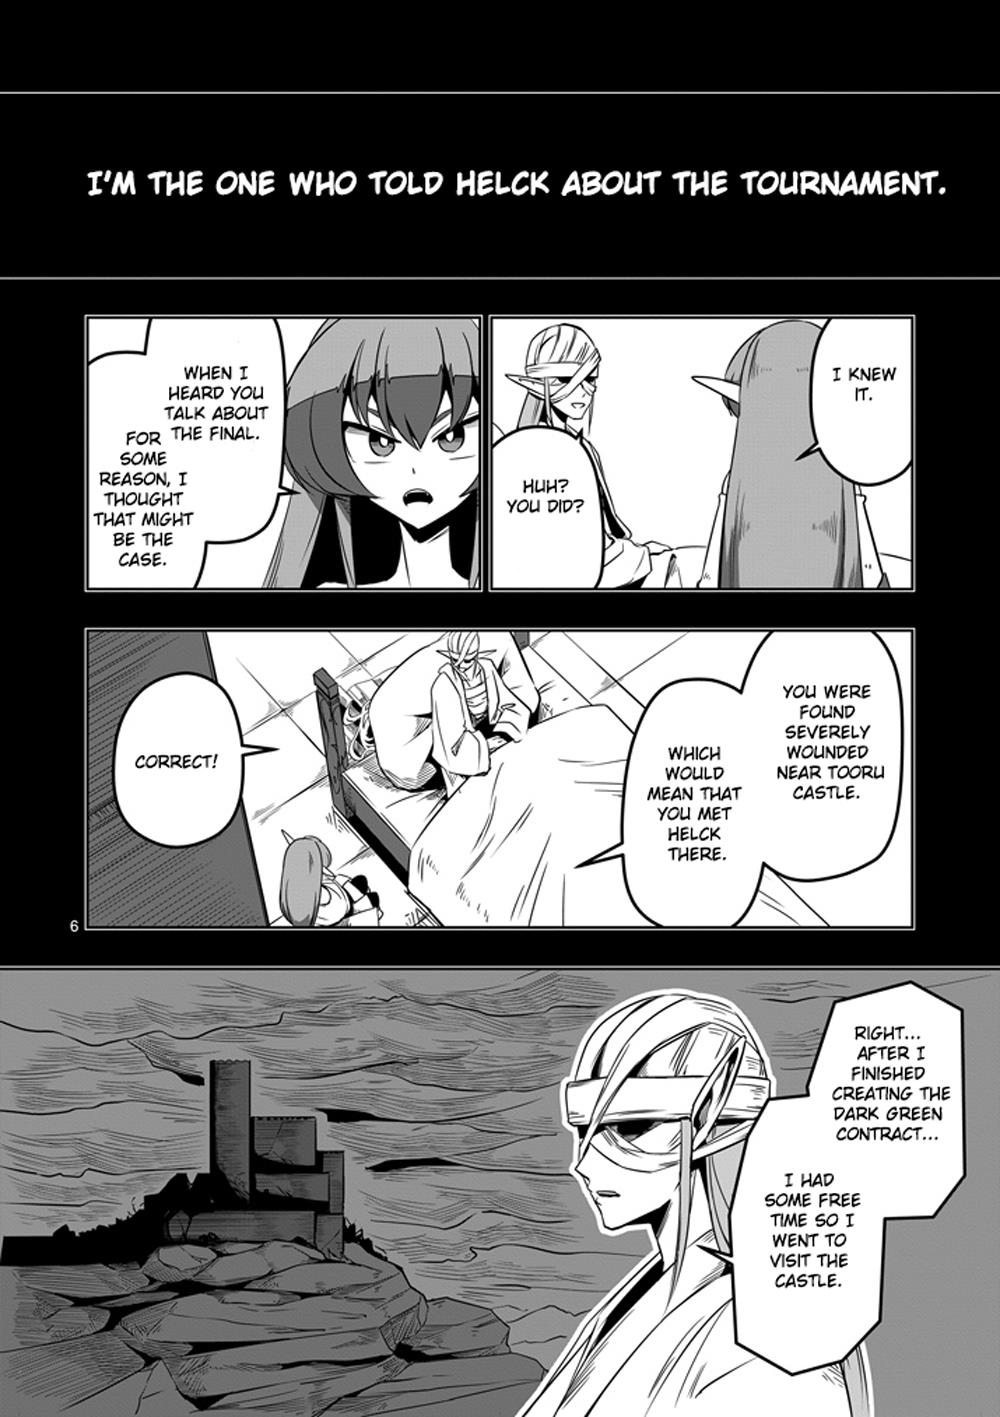 I'M THE ONE WHO TOLD HELCK ABOUT THE TOURNAMENT.
I KNEW
IT.
HUH?
YOU DID?
WHEN I
HEARD YOU
TALK ABOUT
THE FINAL.
FOR
SOME
REASON, I
THOUGHT
THAT MIGHT
BE THE
CASE.
YOU WERE
FOUND
SEVERELY
WOUNDED
NEAR TOORU
CASTLE.
WHICH
WOULD
MEAN THAT
YOU MET
HELCK
THERE.
CORRECT!
6
RIGHT...
AFTER I
FINISHED
CREATING THE
DARK GREEN
CONTRACT...
I HAD
SOME FREE
TIME SO I
WENT TO
VISIT THE
CASTLE.